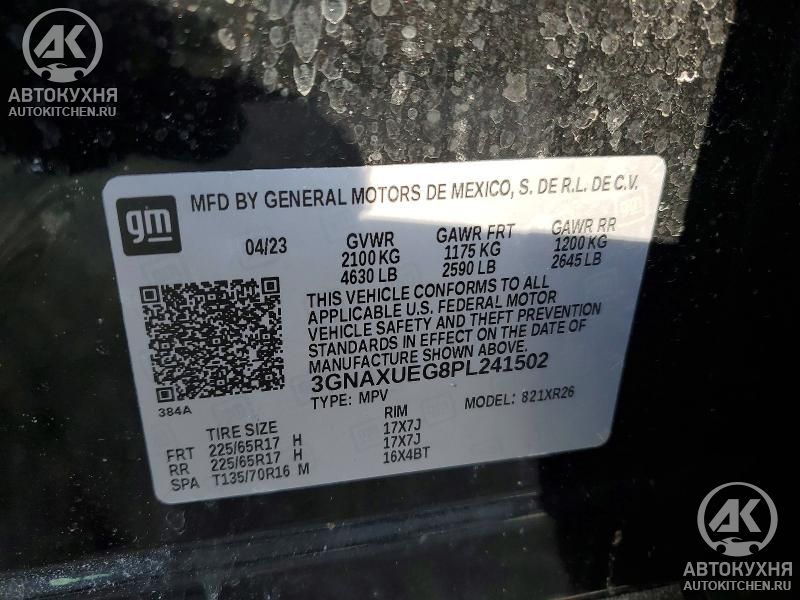 AK
АВТОКУХНЯ
AUTOKITCHEN.RU
gm
MFD BY GENERAL MOTORS DE MEXICO, S. DE R.L. DE C.V.
04/23 GVWR GAWR FRT GAWR RR
2100 KG 1175 KG 1200 KG
4630 LB 2590 LB 2645 LB
THIS VEHICLE CONFORMS TO ALL
APPLICABLE U.S. FEDERAL MOTOR
VEHICLE SAFETY AND THEFT PREVENTION
STANDARDS IN EFFECT ON THE DATE OF
MANUFACTURE SHOWN ABOVE.
3GNAXUEG8PL241502
384A TYPE: MPV MODEL: 821XR26
TIRE SIZE RIM
FRT 225/65R17 H 17X7J
RR 225/65R17 H 17X7J
SPA T135/70R16 M 16X4BT
AK
АВТОКУХНЯ
AUTOKITCHEN.RU